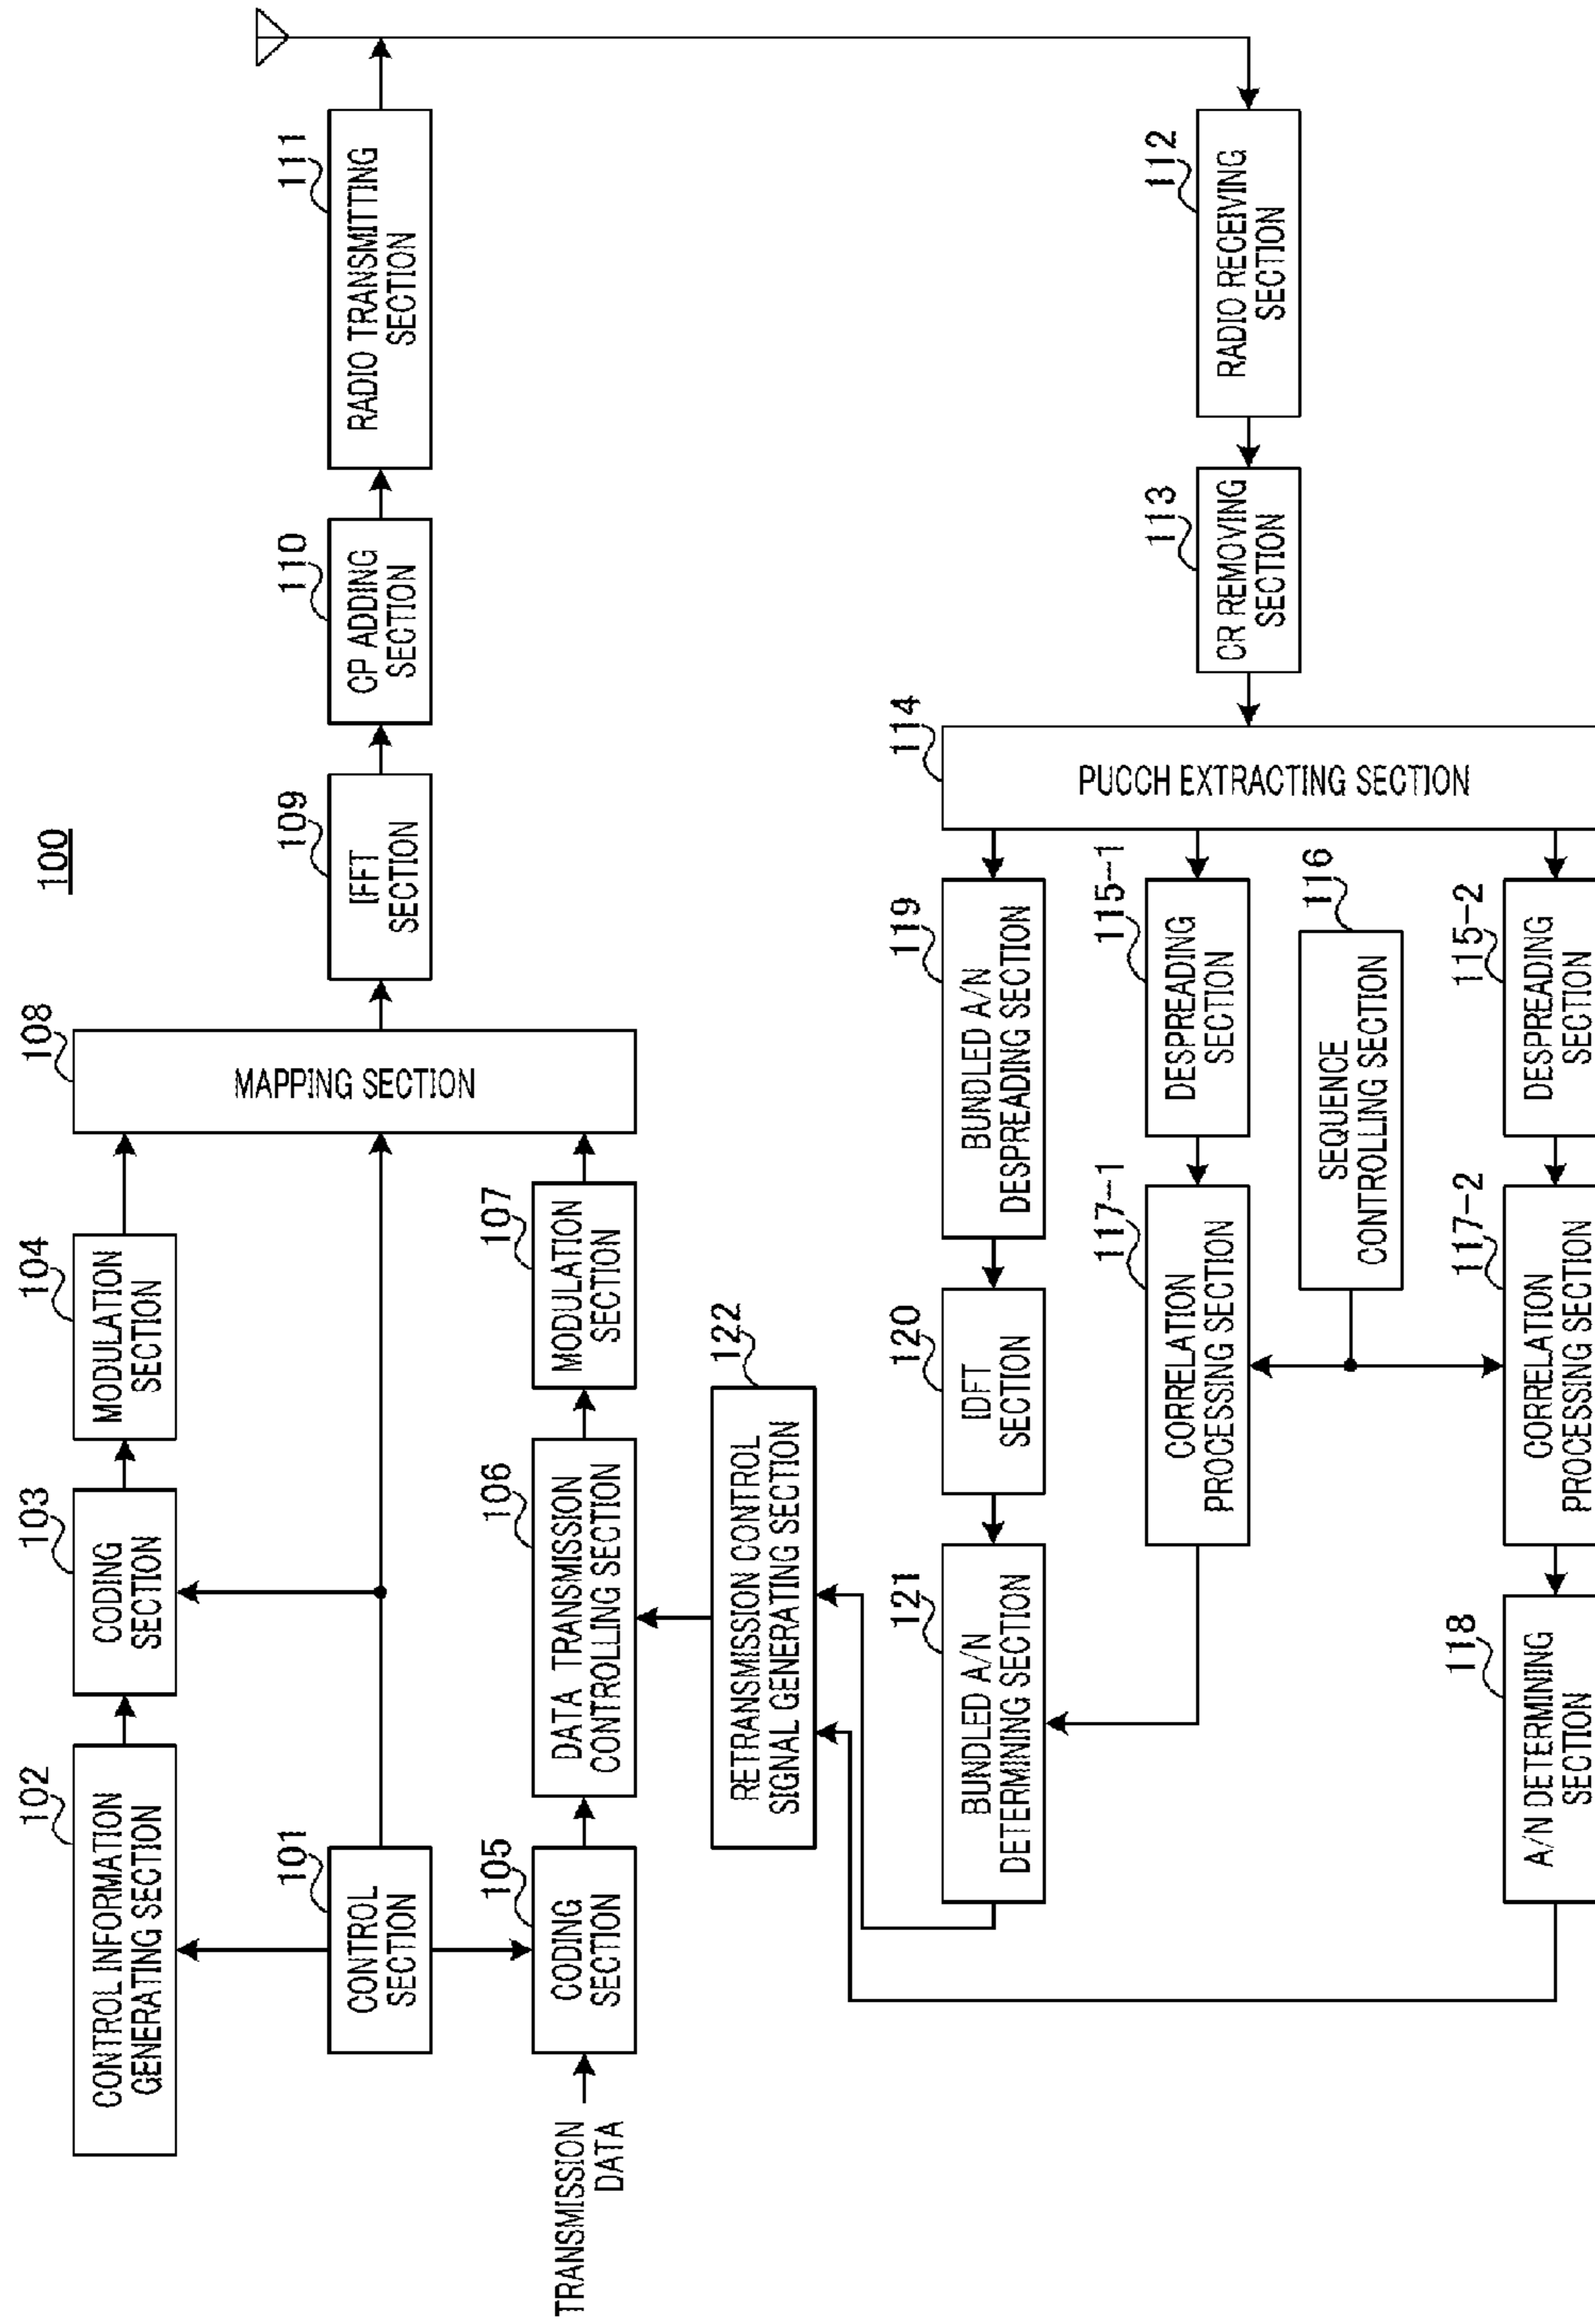 100
102
CONTROL INFORMATION
GENERATING SECTION
103
CODING
SECTION
104
MODULATION
SECTION
108
MAPPING SECTION
101
CONTROL
SECTION
109
IFFT
SECTION
110
CP ADDING
SECTION
111
RADIO TRANSMITTING
SECTION
TRANSMISSION
DATA
105
CODING
SECTION
106
DATA TRANSMISSION
CONTROLLING SECTION
107
MODULATION
SECTION
122
RETRANSMISSION CONTROL
SIGNAL GENERATING SECTION
121
BUNDLED A/N
DETERMINING SECTION
120
IDFT
SECTION
119
BUNDLED A/N
DESPREADING SECTION
114
PUCCH EXTRACTING SECTION
113
CR REMOVING
SECTION
112
RADIO RECEIVING
SECTION
117-1
CORRELATION
PROCESSING SECTION
115-1
DESPREADING
SECTION
116
SEQUENCE
CONTROLLING SECTION
118
A/N DETERMINING
SECTION
117-2
CORRELATION
PROCESSING SECTION
115-2
DESPREADING
SECTION